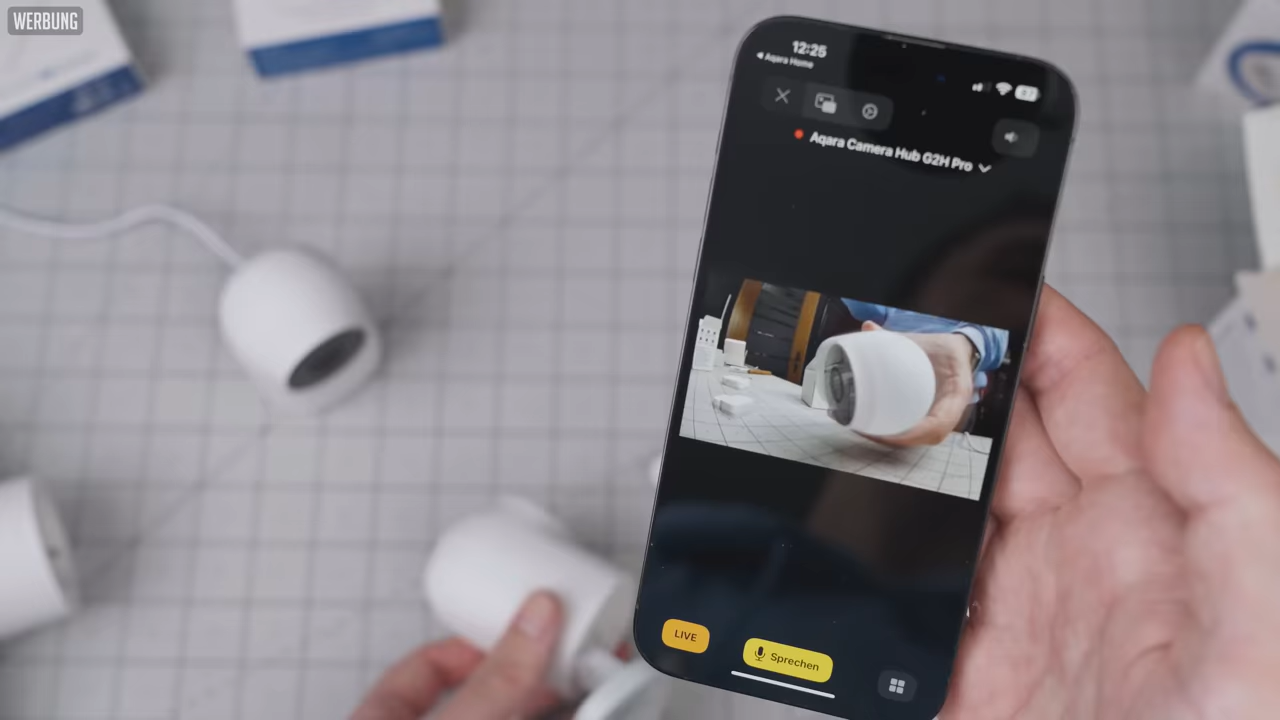 WERBUNG
12:25
Aqara Home
Aqara Camera Hub G2H Pro
LIVE
Sprechen